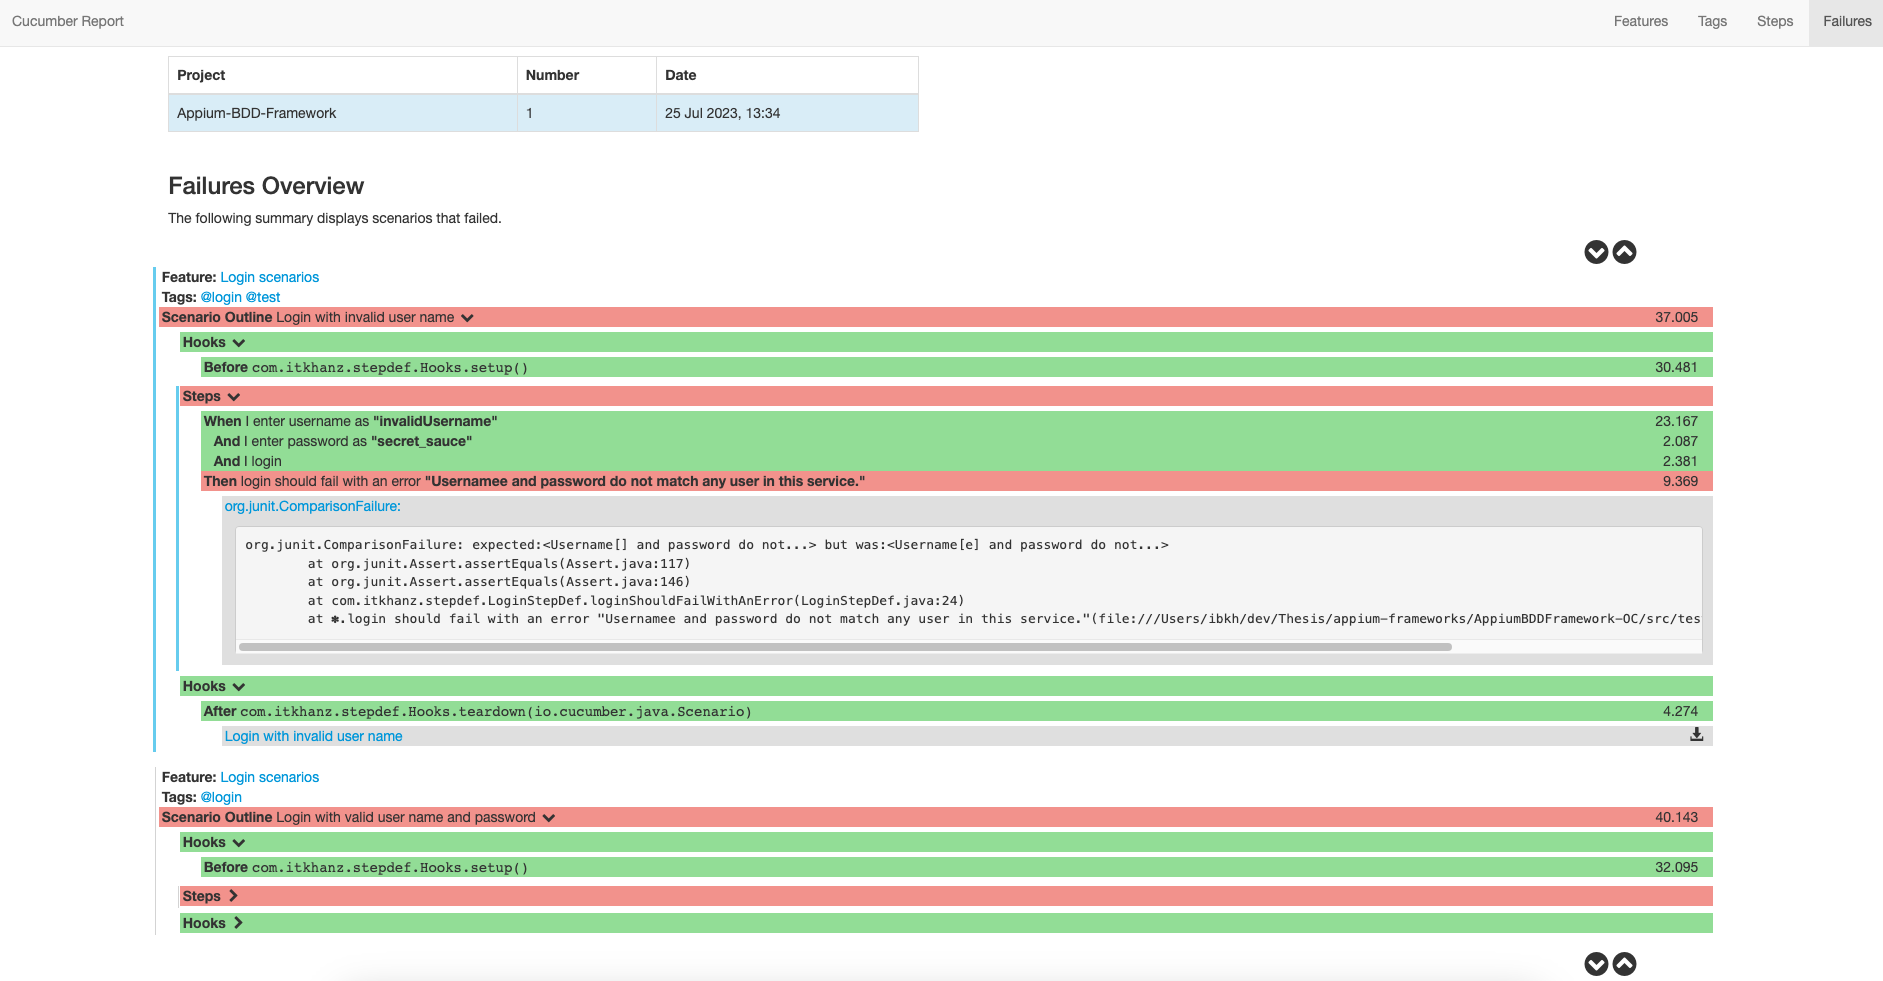 Cucumber Report
Features Tags Steps Failures
Project Number Date
Appium-BDD-Framework 1 25 Jul 2023, 13:34
Failures Overview
The following summary displays scenarios that failed.
Feature: Login scenarios
Tags: @login @test
Scenario Outline Login with invalid user name 37.005
Hooks
Before com.itkhanz.stepdef.Hooks.setup() 30.481
Steps
When I enter username as "invalidUsername" 23.167
And I enter password as "secret_sauce" 2.087
And I login 2.381
Then login should fail with an error "Usernamee and password do not match any user in this service." 9.369
org.junit.ComparisonFailure:
org.junit.ComparisonFailure: expected:<Username[] and password do not...> but was:<Username[e] and password do not...>
at org.junit.Assert.assertEquals(Assert.java:117)
at org.junit.Assert.assertEquals(Assert.java:146)
at com.itkhanz.stepdef.LoginStepDef.loginShouldFailWithAnError(LoginStepDef.java:24)
at ✽.login should fail with an error "Usernamee and password do not match any user in this service."(file:///Users/ibkh/dev/Thesis/appium-frameworks/AppiumBDDFramework-OC/src/tes
Hooks
After com.itkhanz.stepdef.Hooks.teardown(io.cucumber.java.Scenario) 4.274
Login with invalid user name
Feature: Login scenarios
Tags: @login
Scenario Outline Login with valid user name and password 40.143
Hooks
Before com.itkhanz.stepdef.Hooks.setup() 32.095
Steps
Hooks